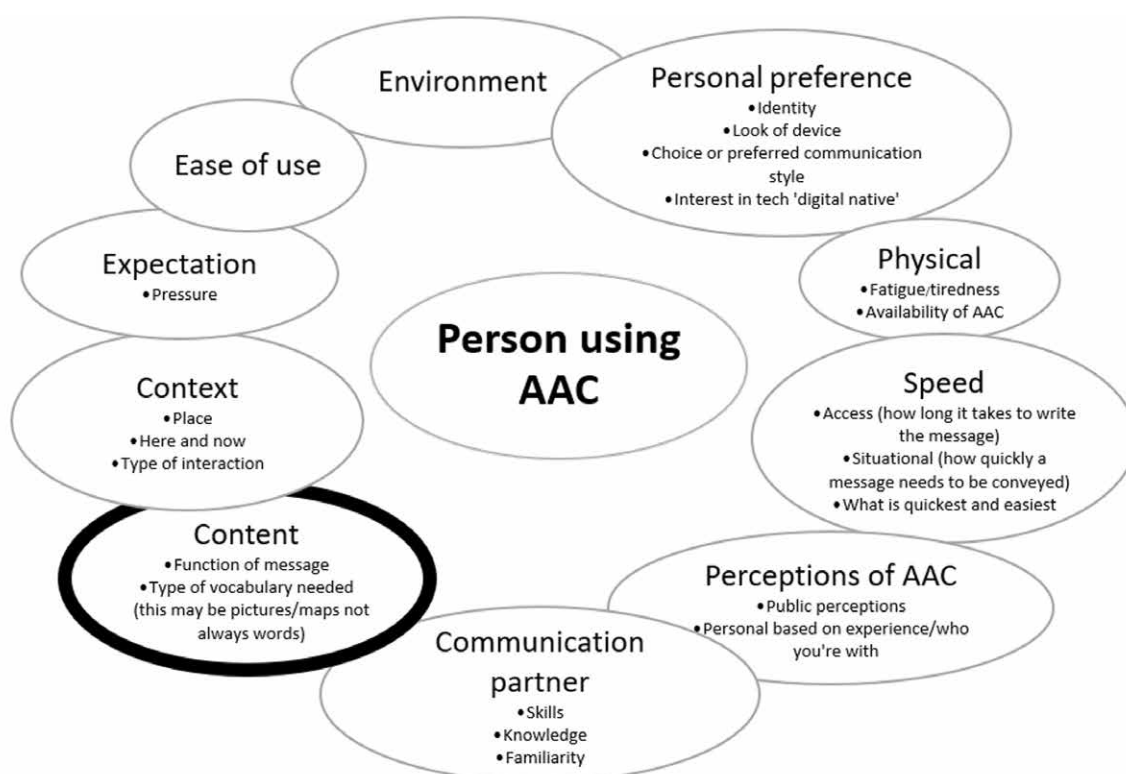 Environment
Personal preference
•Identity
•Look of device
•Choice or preferred communication
style
•Interest in tech 'digital native'
Ease of use
Expectation
•Pressure
Physical
•Fatigue/tiredness
•Availability of AAC
Person using
AAC
Context
•Place
•Here and now
•Type of interaction
Speed
•Access (how long it takes to write
the message)
•Situational (how quickly a
message needs to be conveyed)
•What is quickest and easiest
Content
•Function of message
•Type of vocabulary needed
(this may be pictures/maps not
always words)
Perceptions of AAC
•Public perceptions
•Personal based on experience/who
you're with
Communication
partner
•Skills
•Knowledge
•Familiarity